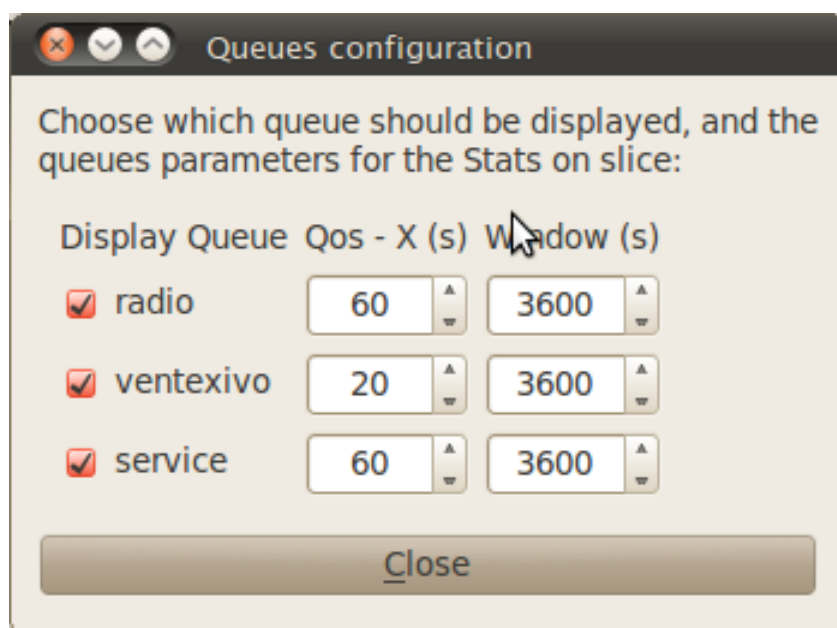 Queues configuration
Choose which queue should be displayed, and the
queues parameters for the Stats on slice:
Display Queue Qos - X (s) Window (s)
radio 60 3600
ventexivo 20 3600
service 60 3600
Close